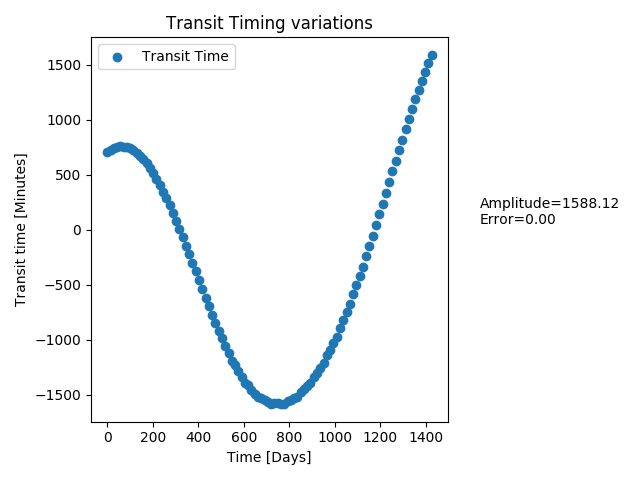 Transit Timing variations
Transit Time
1500
1000
500
0
−500
−1000
−1500
Transit time [Minutes]
0 200 400 600 800 1000 1200 1400
Time [Days]
Amplitude=1588.12
Error=0.00